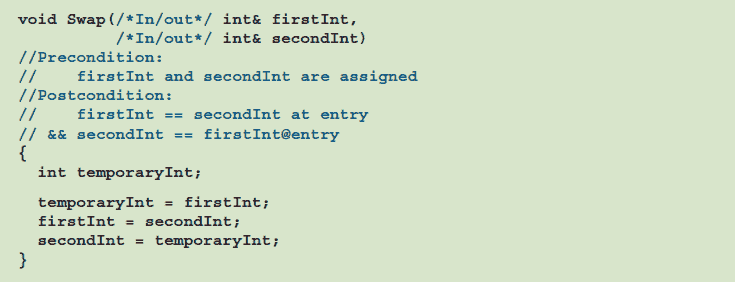 void Swap(/*In/out*/ int& firstInt,
          /*In/out*/ int& secondInt)
//Precondition:
//    firstInt and secondInt are assigned
//Postcondition:
//    firstInt == secondInt at entry
// && secondInt == firstInt@entry
{
  int temporaryInt;
  temporaryInt = firstInt;
  firstInt = secondInt;
  secondInt = temporaryInt;
}